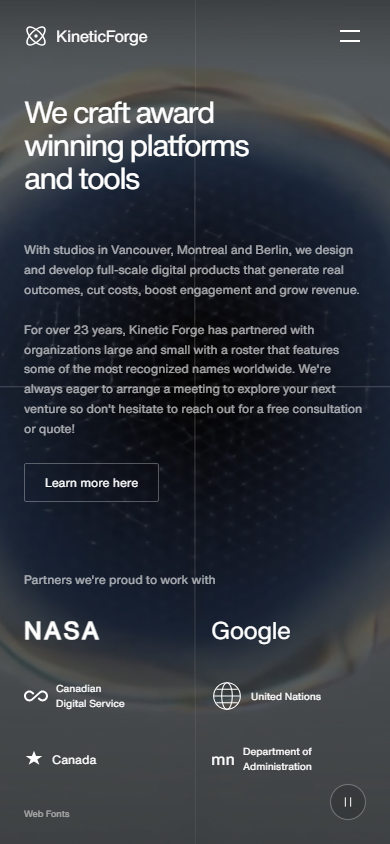 KineticForge
We craft award
winning platforms
and tools
With studios in Vancouver, Montreal and Berlin, we design
and develop full-scale digital products that generate real
outcomes, cut costs, boost engagement and grow revenue.
For over 23 years, Kinetic Forge has partnered with
organizations large and small with a roster that features
some of the most recognized names worldwide. We're
always eager to arrange a meeting to explore your next
venture so don't hesitate to reach out for a free consultation
or quote!
Learn more here
Partners we're proud to work with
NASA
Google
Canadian
Digital Service
United Nations
Canada
mn
Department of
Administration
Web Fonts